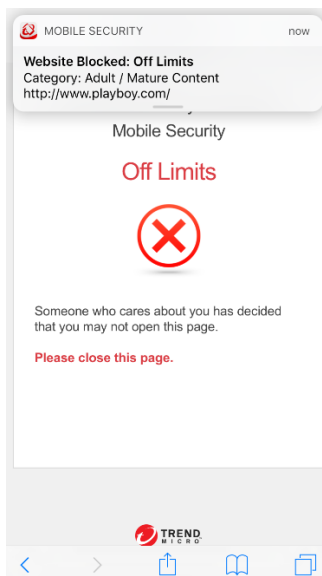 MOBILE SECURITY now
Website Blocked: Off Limits
Category: Adult / Mature Content
http://www.playboy.com/
Mobile Security
Off Limits
Someone who cares about you has decided
that you may not open this page.
Please close this page.
TREND
MICRO